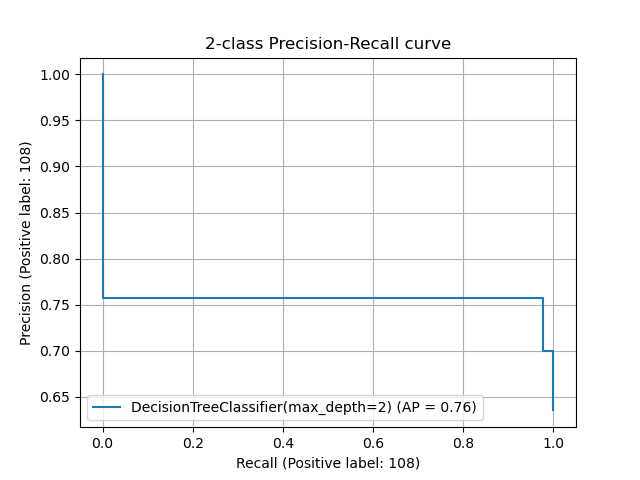 2-class Precision-Recall curve
1.00
0.95
0.90
0.85
0.80
0.75
0.70
0.65
Precision (Positive label: 108)
DecisionTreeClassifier(max_depth=2) (AP = 0.76)
0.0 0.2 0.4 0.6 0.8 1.0
Recall (Positive label: 108)